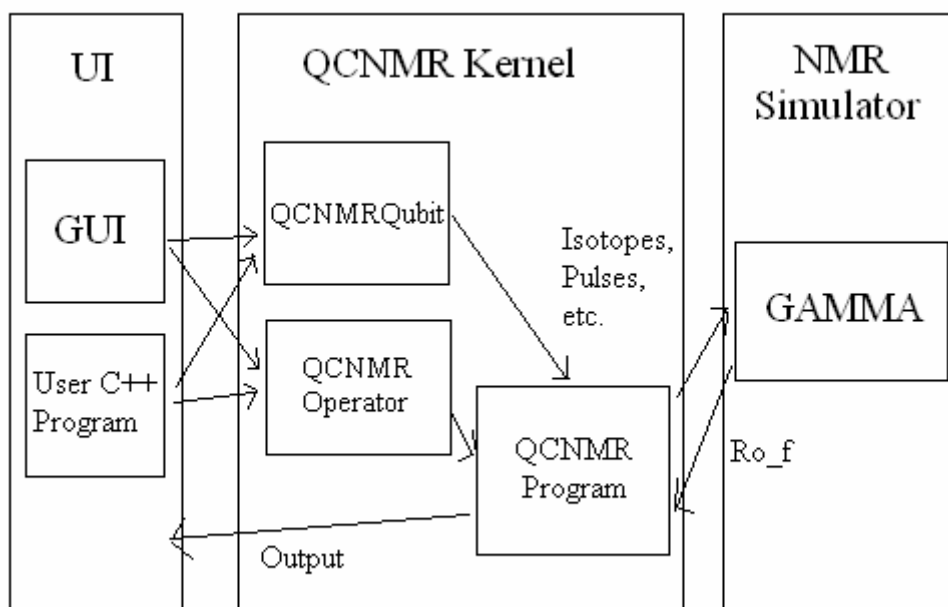 UI
GUI
User C++
Program
QCNMR Kernel
QCNMRQubit
QCNMR
Operator
Isotopes,
Pulses,
etc.
QCNMR
Program
Output
NMR
Simulator
GAMMA
Ro_f